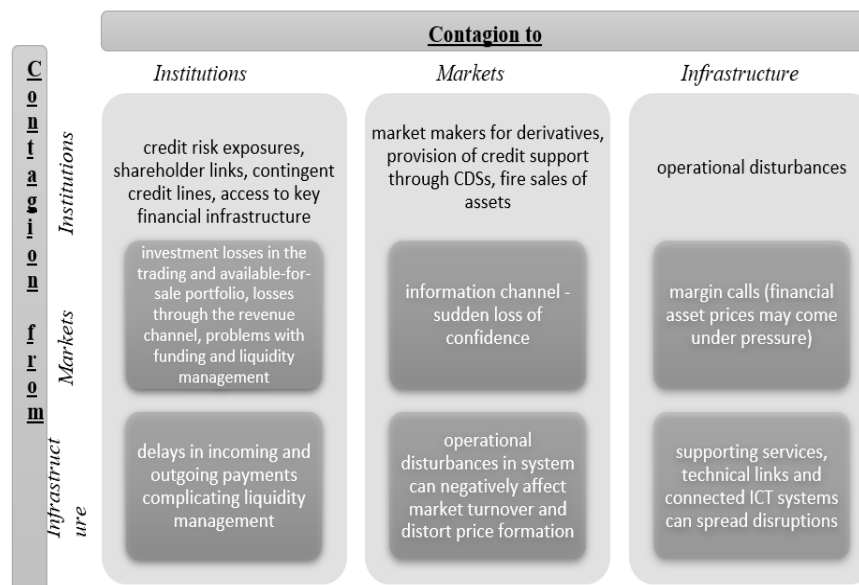 Contagion to
Institutions
Markets
Infrastructure
Contagion from
Institutions
credit risk exposures,
shareholder links, contingent
credit lines, access to key
financial infrastructure
market makers for derivatives,
provision of credit support
through CDSs, fire sales of
assets
operational disturbances
Markets
investment losses in the
trading and available-for-
sale portfolio, losses
through the revenue
channel, problems with
funding and liquidity
management
information channel -
sudden loss of
confidence
margin calls (financial
asset prices may come
under pressure)
Infrastruct
ure
delays in incoming and
outgoing payments
complicating liquidity
management
operational
disturbances in system
can negatively affect
market turnover and
distort price formation
supporting services,
technical links and
connected ICT systems
can spread disruptions